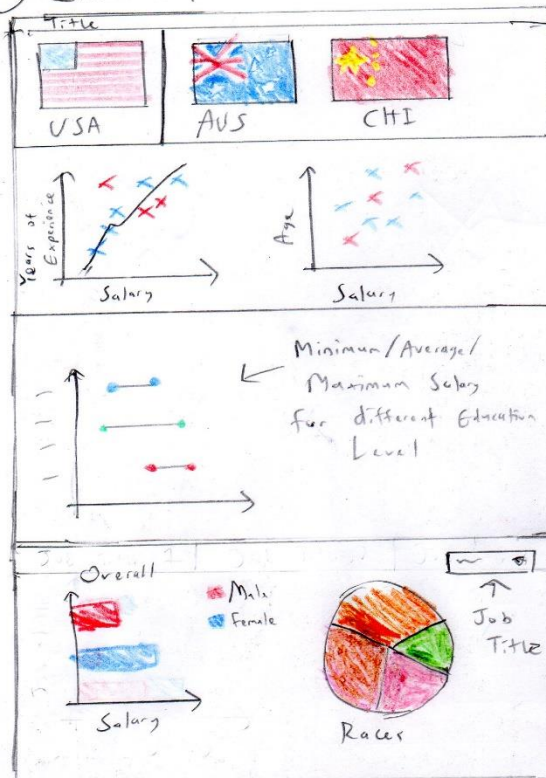 Title
USA
AUS
CHI
Years of
Experience
Salary
Age
Salary
Minimum/Average/
Maximum Salary
for different Education
Level
Overall
Male
Female
Salary
Job
Title
Races